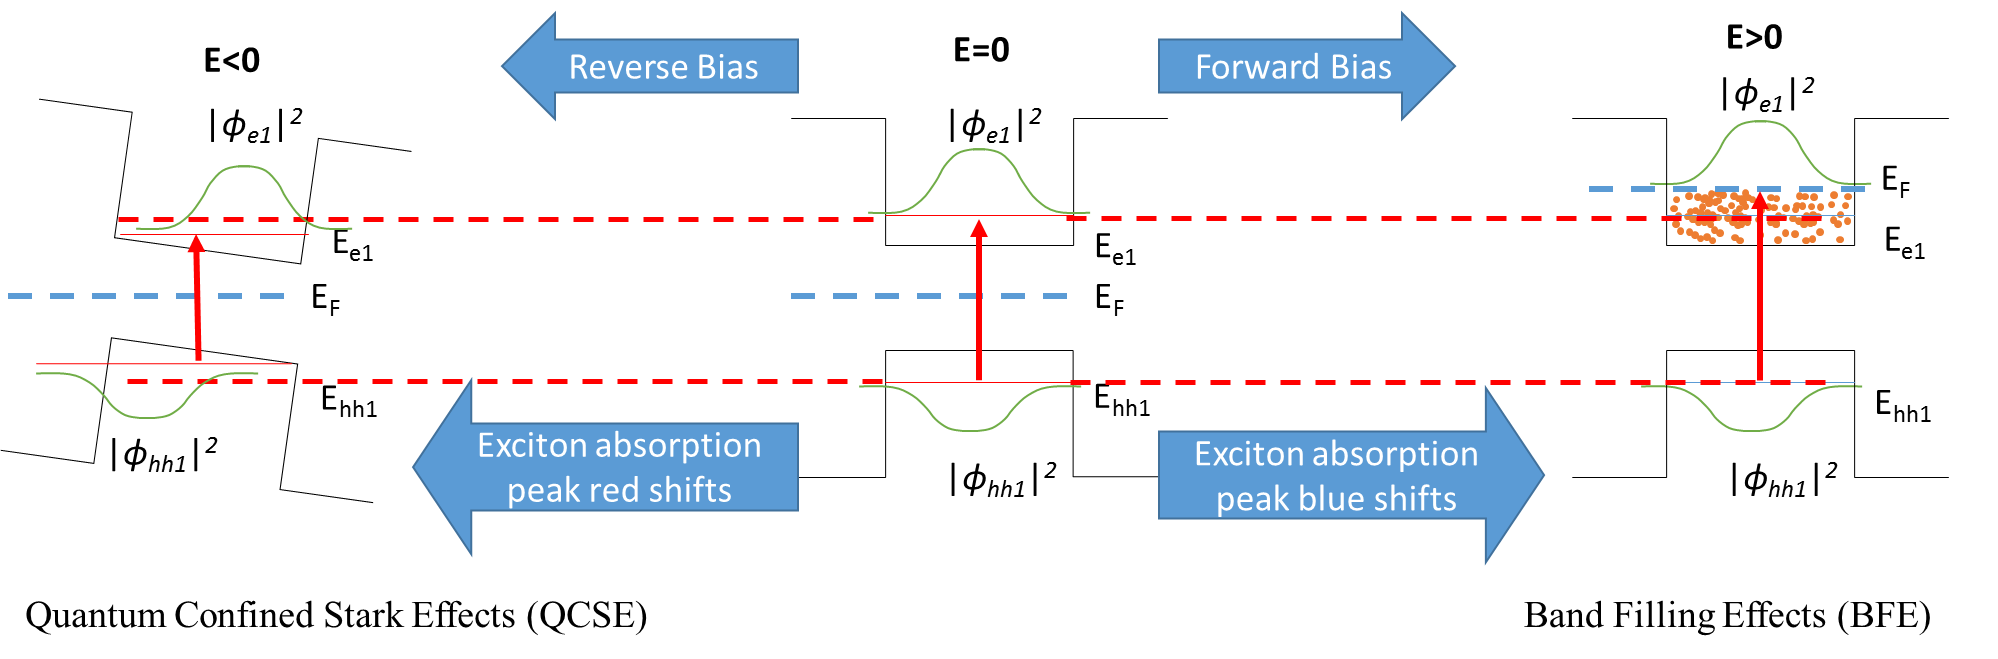 E<0
Reverse Bias
E=0
Forward Bias
E>0
|ϕe1|²
|ϕe1|²
|ϕe1|²
Ee1
EF
Ehh1
|ϕhh1|²
Ee1
EF
Ehh1
|ϕhh1|²
EF
Ee1
Ehh1
|ϕhh1|²
Exciton absorption
peak red shifts
Exciton absorption
peak blue shifts
Quantum Confined Stark Effects (QCSE)
Band Filling Effects (BFE)